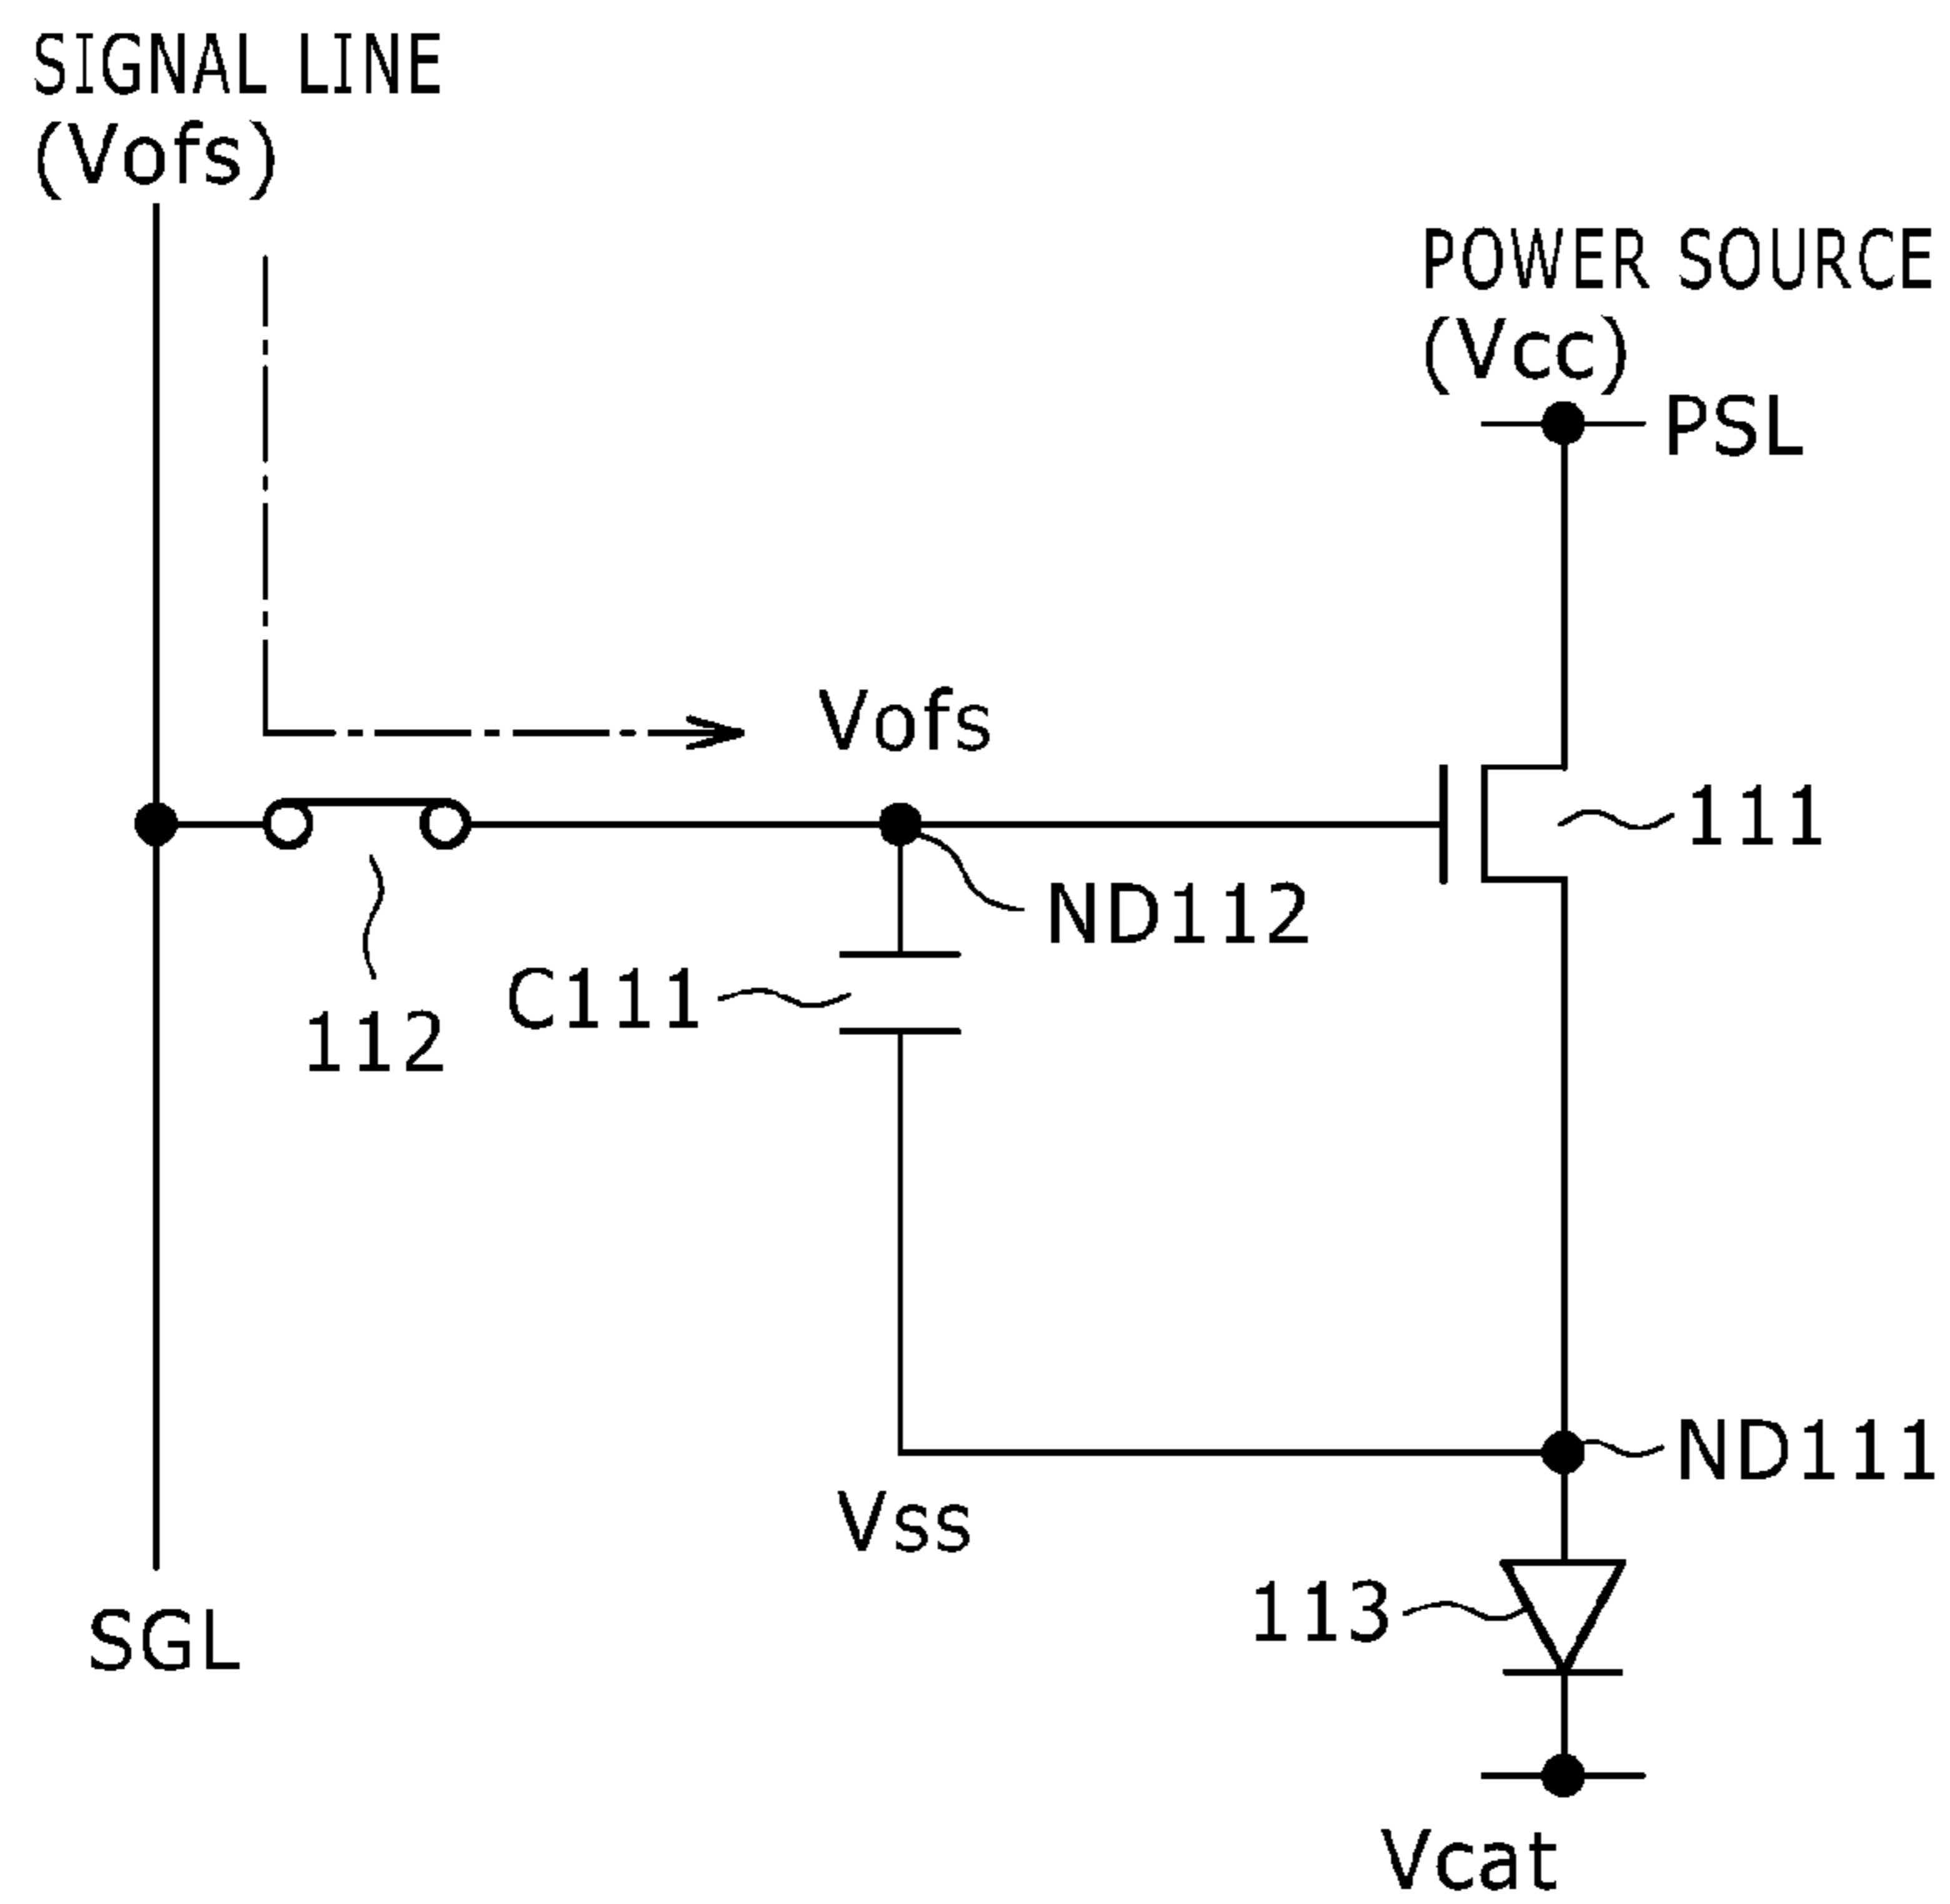 SIGNAL LINE
(Vofs)
POWER SOURCE
(Vcc)
PSL
Vofs
111
ND112
C111
112
ND111
Vss
113
SGL
Vcat